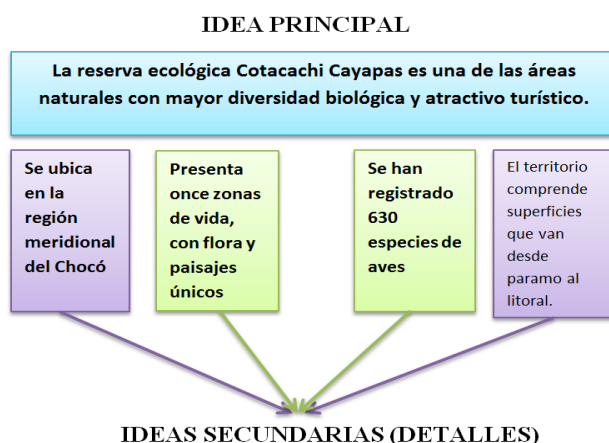 IDEA PRINCIPAL
La reserva ecológica Cotacachi Cayapas es una de las áreas
naturales con mayor diversidad biológica y atractivo turístico.
Se ubica
en la
región
meridional
del Chocó
Presenta
once zonas
de vida,
con flora y
paisajes
únicos
Se han
registrado
630
especies de
aves
El territorio
comprende
superficies
que van
desde
paramo al
litoral.
IDEAS SECUNDARIAS (DETALLES)